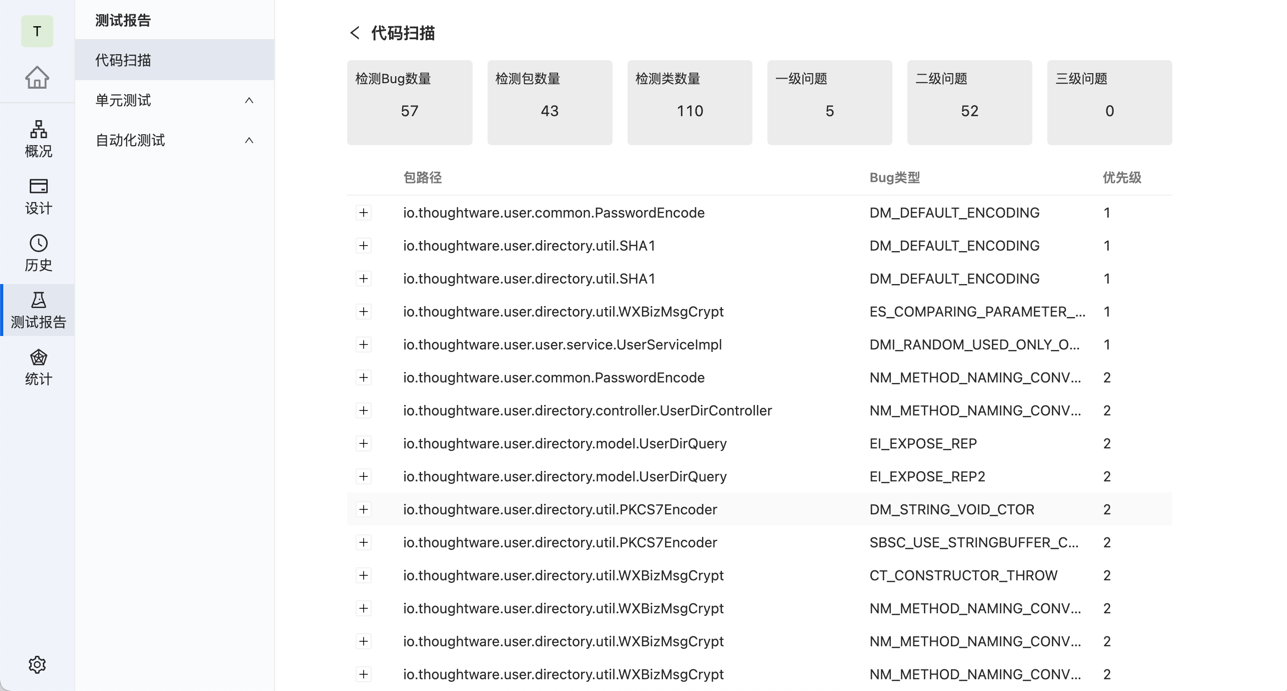 T
概况
设计
历史
测试报告
统计
测试报告
代码扫描
单元测试
自动化测试
代码扫描
检测Bug数量 检测包数量 检测类数量 一级问题 二级问题 三级问题
57 43 110 5 52 0
包路径 Bug类型 优先级
io.thoughtware.user.common.PasswordEncode DM_DEFAULT_ENCODING 1
io.thoughtware.user.directory.util.SHA1 DM_DEFAULT_ENCODING 1
io.thoughtware.user.directory.util.SHA1 DM_DEFAULT_ENCODING 1
io.thoughtware.user.directory.util.WXBizMsgCrypt ES_COMPARING_PARAMETER_... 1
io.thoughtware.user.user.service.UserServiceImpl DMI_RANDOM_USED_ONLY_O... 1
io.thoughtware.user.common.PasswordEncode NM_METHOD_NAMING_CONV... 2
io.thoughtware.user.directory.controller.UserDirController NM_METHOD_NAMING_CONV... 2
io.thoughtware.user.directory.model.UserDirQuery EI_EXPOSE_REP 2
io.thoughtware.user.directory.model.UserDirQuery EI_EXPOSE_REP2 2
io.thoughtware.user.directory.util.PKCS7Encoder DM_STRING_VOID_CTOR 2
io.thoughtware.user.directory.util.PKCS7Encoder SBSC_USE_STRINGBUFFER_C... 2
io.thoughtware.user.directory.util.WXBizMsgCrypt CT_CONSTRUCTOR_THROW 2
io.thoughtware.user.directory.util.WXBizMsgCrypt NM_METHOD_NAMING_CONV... 2
io.thoughtware.user.directory.util.WXBizMsgCrypt NM_METHOD_NAMING_CONV... 2
io.thoughtware.user.directory.util.WXBizMsgCrypt NM_METHOD_NAMING_CONV... 2